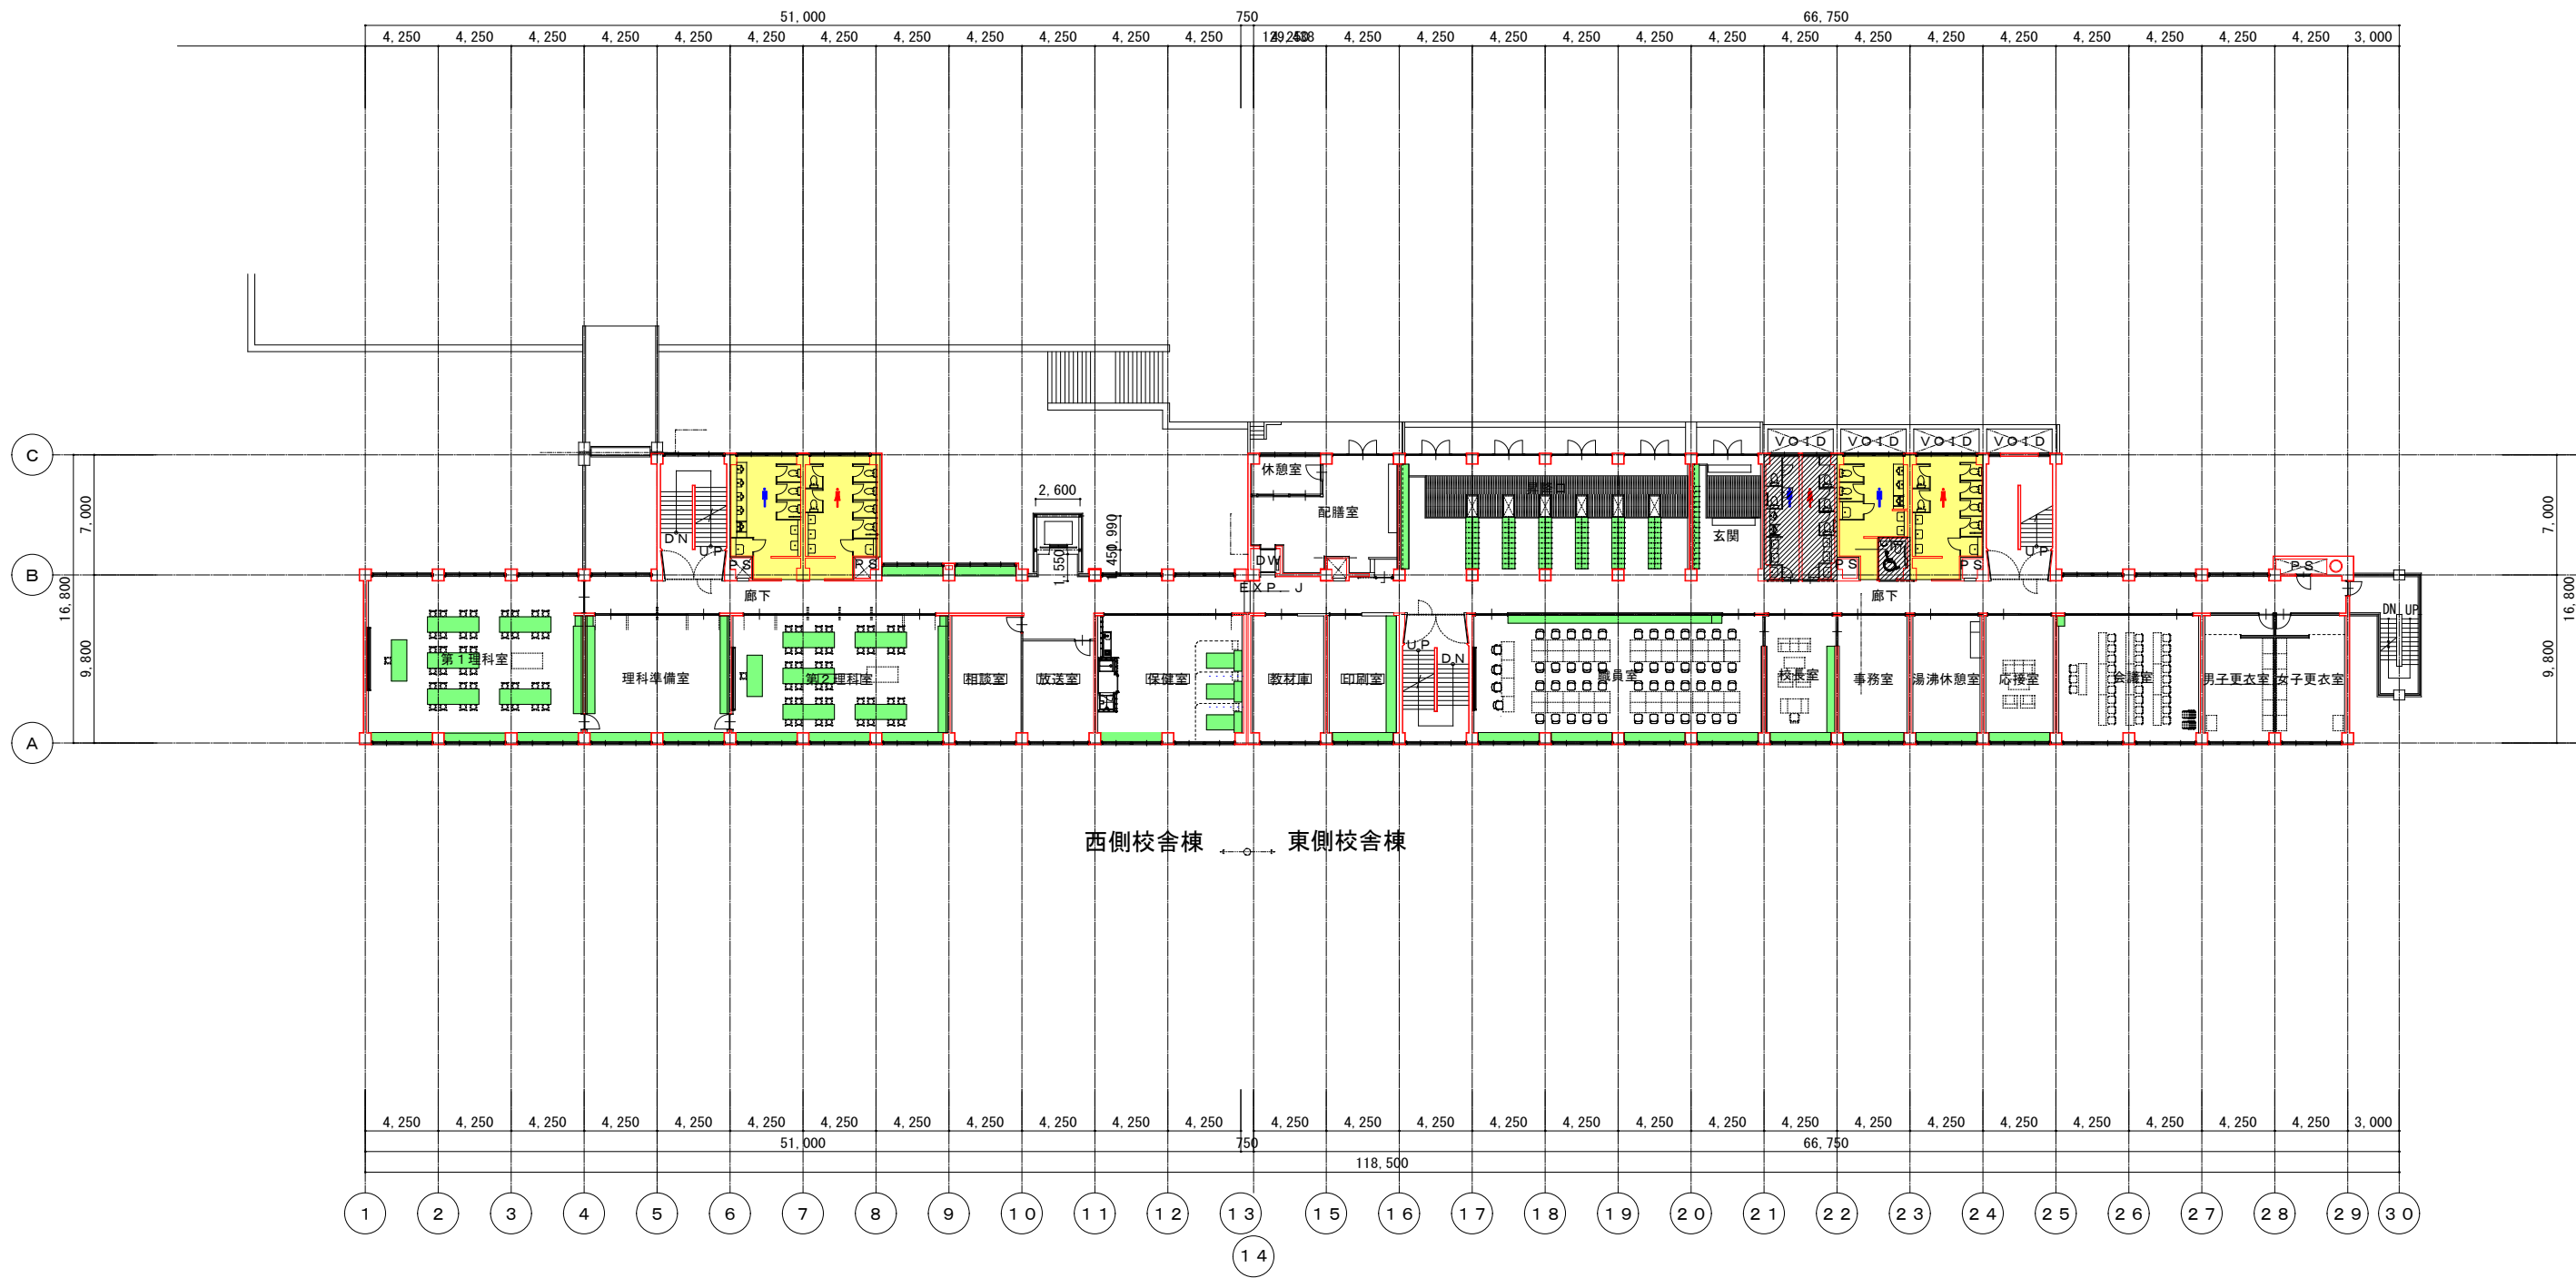 51,000 750 66,750
4,250 4,250 4,250 4,250 4,250 4,250 4,250 4,250 4,250 4,250 4,250 4,250 4,250 4,250 4,250 4,250 4,250 4,250 4,250 4,250 4,250 4,250 4,250 4,250 4,250 4,250 3,000
C
VOID VOID VOID VOID
休憩室
2,600
配膳室
玄関
7,000 7,000
DN UP
1,990
450
1,550
UP
PS PS DW PS PS PS
B
EXP.J
廊下 廊下
16,800 16,800
DN UP
UP DN
9,800 9,800
第1理科室 理科準備室 第2理科室 相談室 放送室 保健室 教材庫 印刷室 職員室 校長室 事務室 湯沸休憩室 応接室 会議室 男子更衣室 女子更衣室
A
西側校舎棟 東側校舎棟
4,250 4,250 4,250 4,250 4,250 4,250 4,250 4,250 4,250 4,250 4,250 4,250 4,250 4,250 4,250 4,250 4,250 4,250 4,250 4,250 4,250 4,250 4,250 4,250 4,250 4,250 4,250 3,000
51,000 750 66,750
118,500
1 2 3 4 5 6 7 8 9 10 11 12 13 15 16 17 18 19 20 21 22 23 24 25 26 27 28 29 30
14